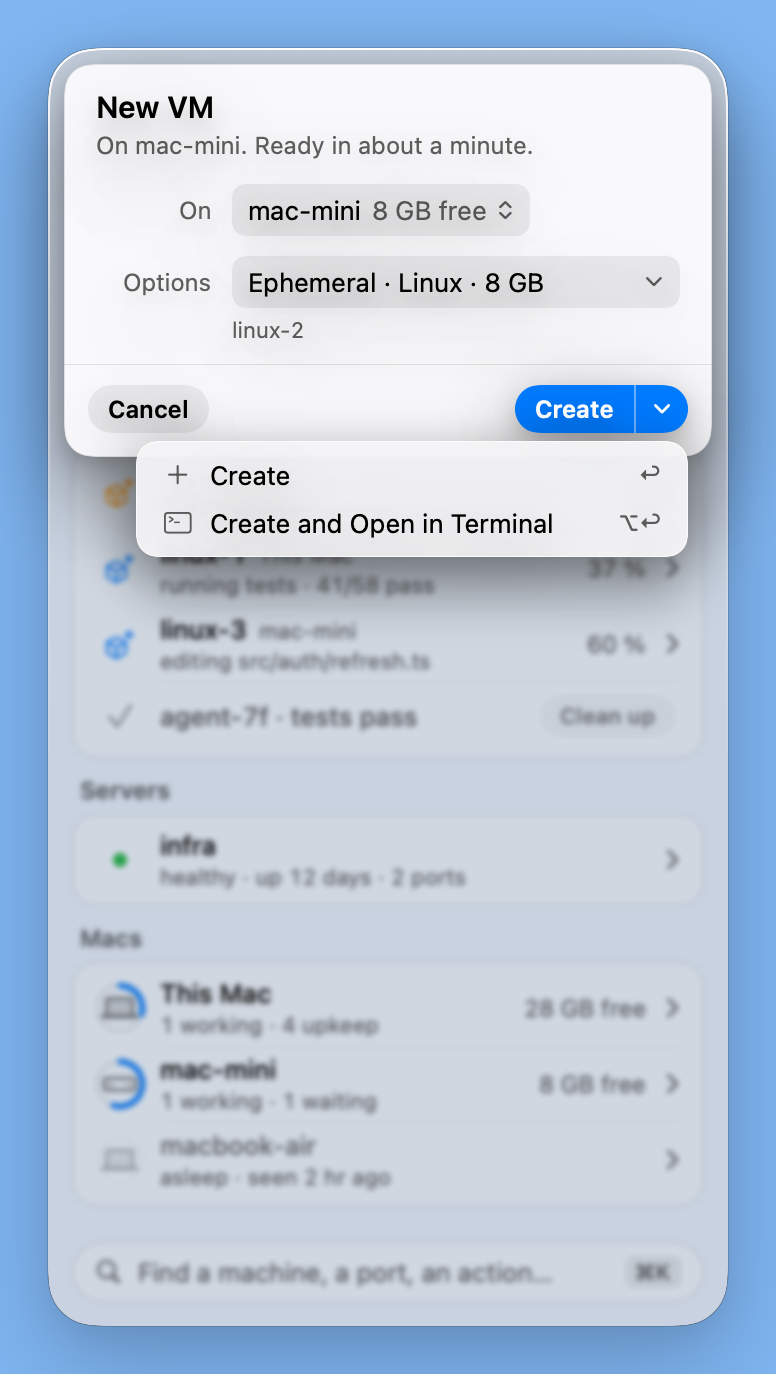 New VM
On mac-mini. Ready in about a minute.
On mac-mini 8 GB free
Options Ephemeral · Linux · 8 GB
linux-2
Cancel Create
Create ↩
>- Create and Open in Terminal ⌥↩
linux-1 This Mac 37 %
running tests · 41/58 pass
linux-3 mac-mini 60 %
editing src/auth/refresh.ts
agent-7f · tests pass Clean up
Servers
infra
healthy · up 12 days · 2 ports
Macs
This Mac 28 GB free
1 working · 4 upkeep
mac-mini 8 GB free
1 working · 1 waiting
macbook-air
asleep · seen 2 hr ago
Find a machine, a port, an action... ⌘K